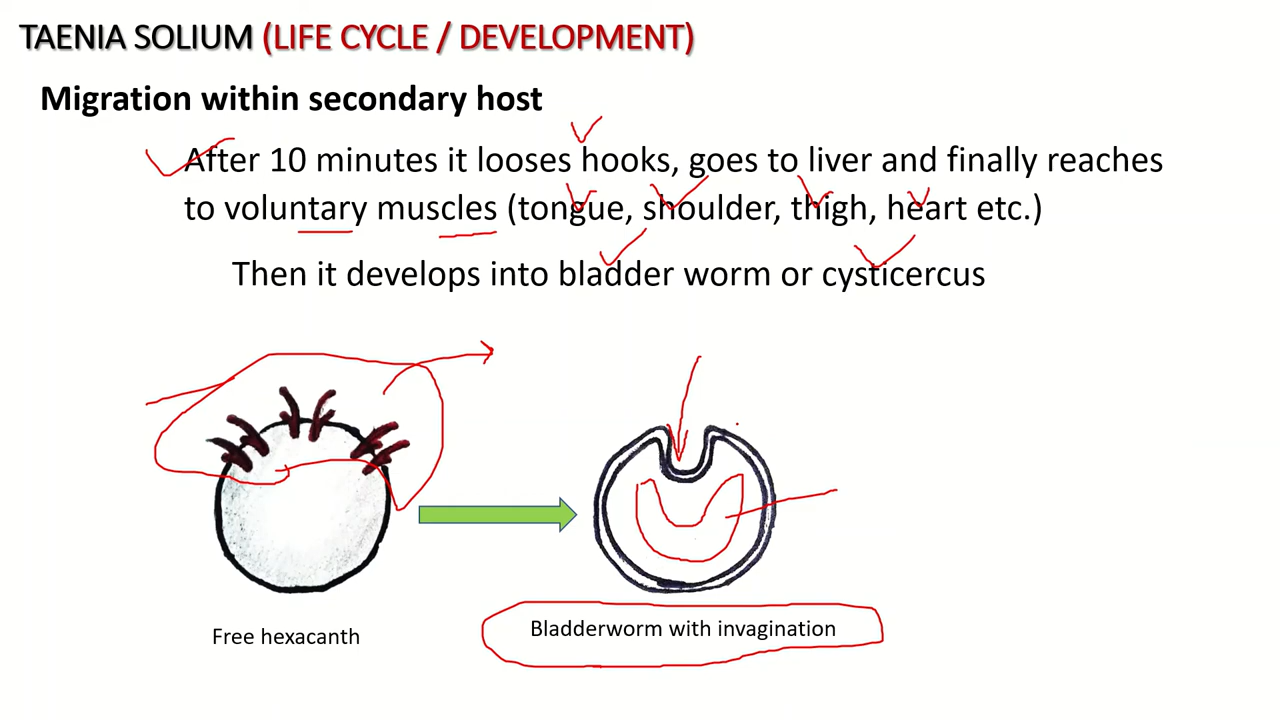 TAENIA SOLIUM (LIFE CYCLE / DEVELOPMENT)
Migration within secondary host
After 10 minutes it looses hooks, goes to liver and finally reaches
to voluntary muscles (tongue, shoulder, thigh, heart etc.)
Then it develops into bladder worm or cysticercus
Free hexacanth
Bladderworm with invagination